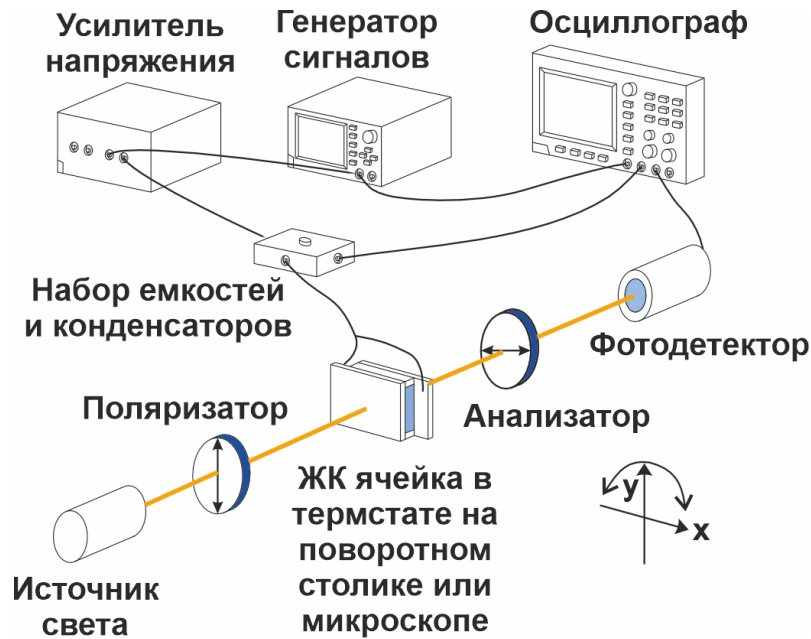 Усилитель
напряжения
Генератор
сигналов
Осциллограф
Набор емкостей
и конденсаторов
Фотодетектор
Поляризатор
Анализатор
ЖК ячейка в
термстате на
поворотном
столике или
микроскопе
Источник
света
y
x